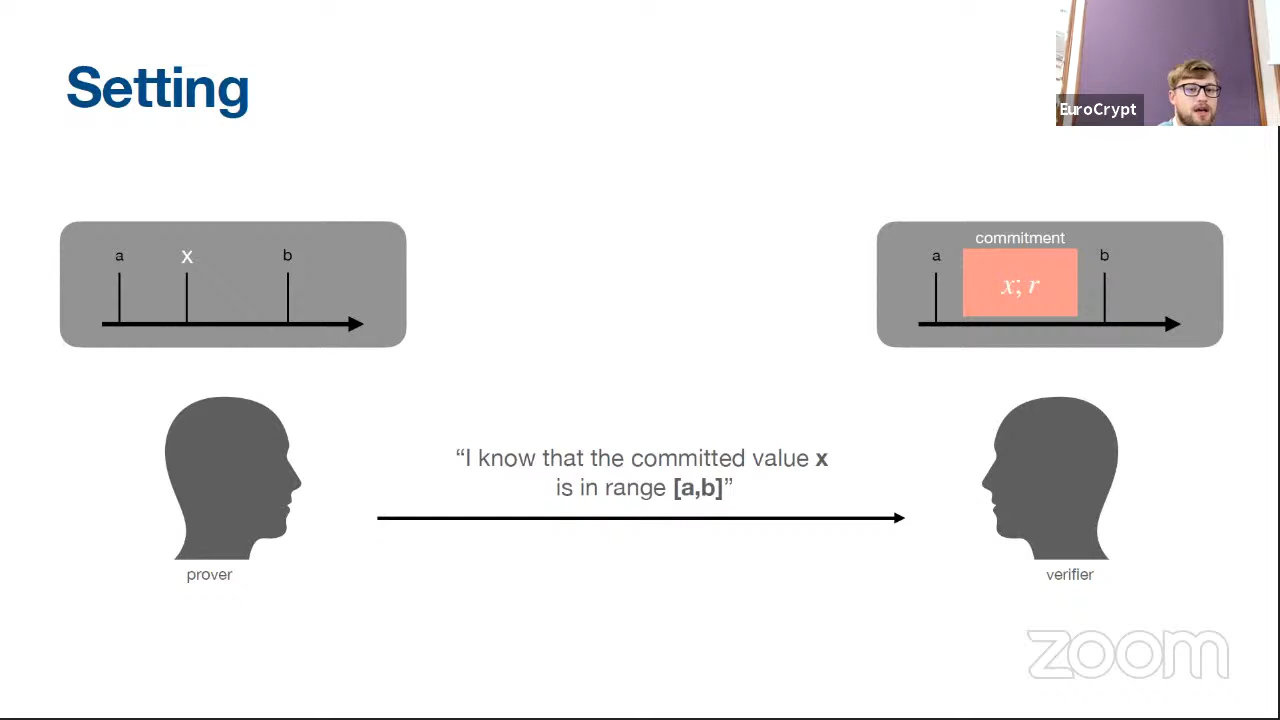 Setting
EuroCrypt
a
x
b
commitment
a
x; r
b
“I know that the committed value x
is in range [a,b]”
prover
verifier
zoom